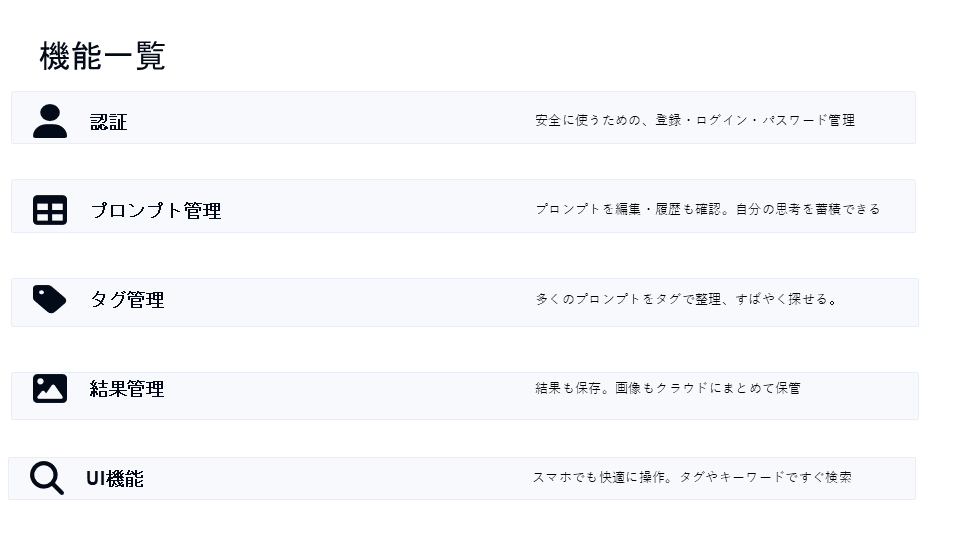 機能一覧
認証
安全に使うための、登録・ログイン・パスワード管理
プロンプト管理
プロンプトを編集・履歴も確認。自分の思考を蓄積できる
タグ管理
多くのプロンプトをタグで整理、すばやく探せる。
結果管理
結果も保存。画像もクラウドにまとめて保管
UI機能
スマホでも快適に操作。タグやキーワードですぐ検索